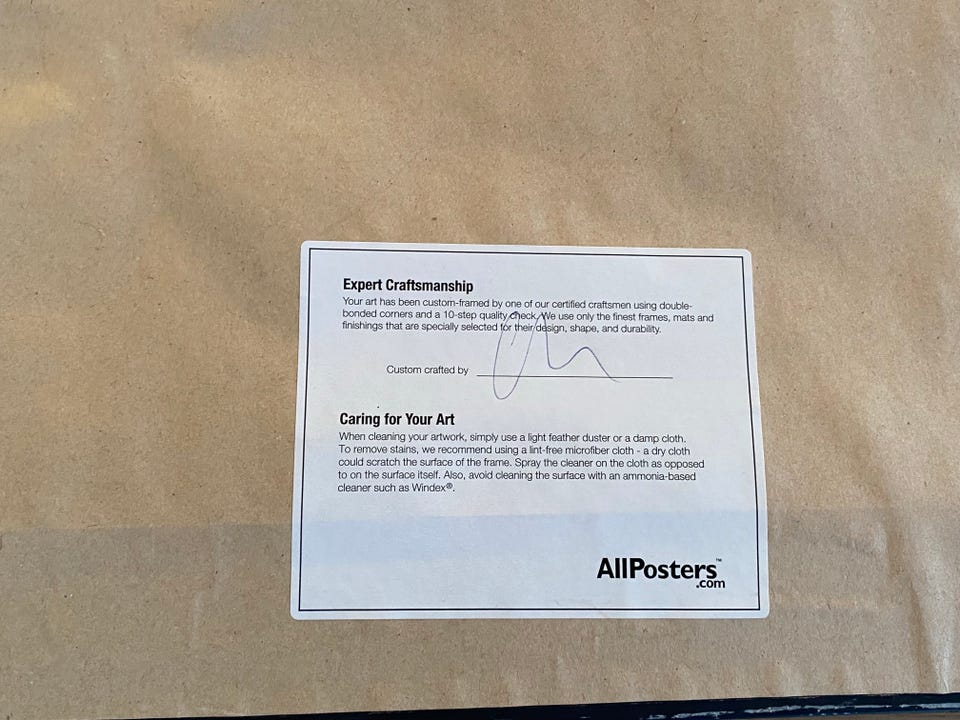 Expert Craftsmanship
Your art has been custom-framed by one of our certified craftsmen using double-
bonded corners and a 10-step quality check. We use only the finest frames, mats and
finishings that are specially selected for their design, shape, and durability.
Custom crafted by
Caring for Your Art
When cleaning your artwork, simply use a light feather duster or a damp cloth.
To remove stains, we recommend using a lint-free microfiber cloth - a dry cloth
could scratch the surface of the frame. Spray the cleaner on the cloth as opposed
to on the surface itself. Also, avoid cleaning the surface with an ammonia-based
cleaner such as Windex®.
AllPosters™
.com